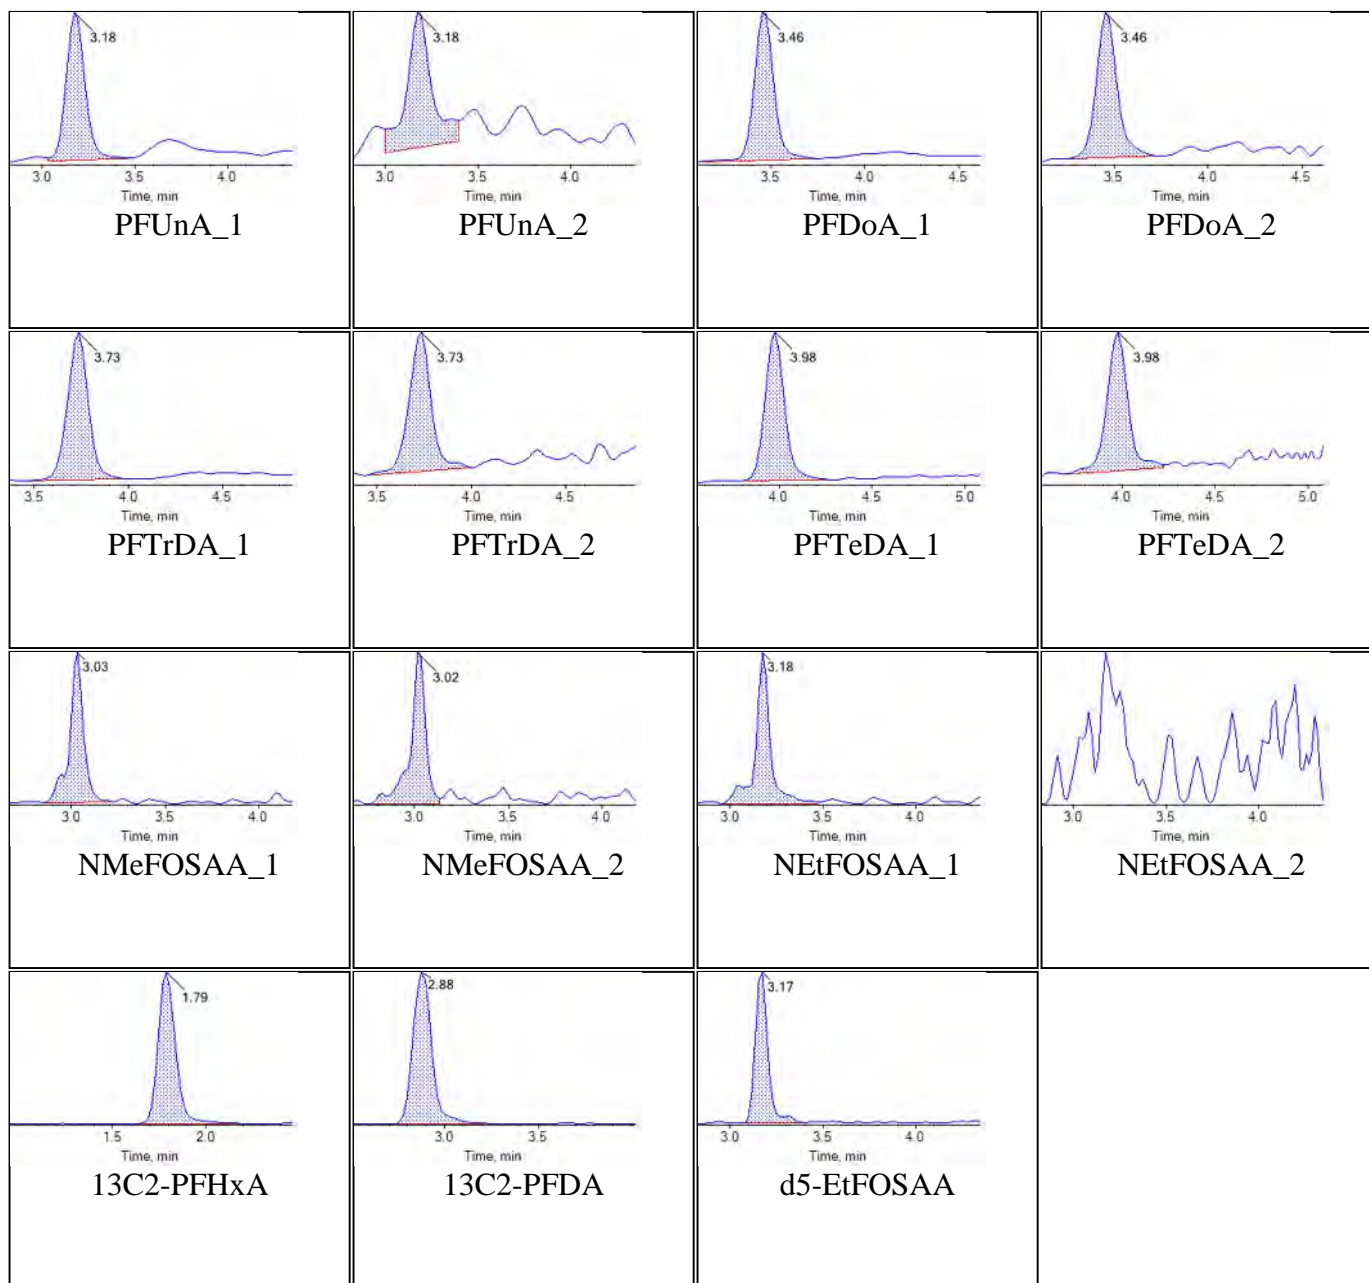 3.18
3.0 3.5 4.0
Time, min
PFUnA_1
3.18
3.0 3.5 4.0
Time, min
PFUnA_2
3.46
3.5 4.0 4.5
Time, min
PFDoA_1
3.46
3.5 4.0 4.5
Time, min
PFDoA_2
3.73
3.5 4.0 4.5
Time, min
PFTrDA_1
3.73
3.5 4.0 4.5
Time, min
PFTrDA_2
3.98
4.0 4.5 5.0
Time, min
PFTeDA_1
3.98
4.0 4.5 5.0
Time, min
PFTeDA_2
3.03
3.0 3.5 4.0
Time, min
NMeFOSAA_1
3.02
3.0 3.5 4.0
Time, min
NMeFOSAA_2
3.18
3.0 3.5 4.0
Time, min
NEtFOSAA_1
3.0 3.5 4.0
Time, min
NEtFOSAA_2
1.79
1.5 2.0
Time, min
13C2-PFHxA
2.88
3.0 3.5
Time, min
13C2-PFDA
3.17
3.0 3.5 4.0
Time, min
d5-EtFOSAA